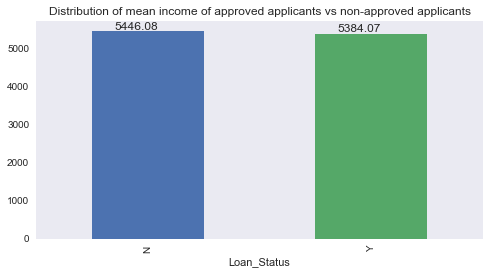 Distribution of mean income of approved applicants vs non-approved applicants
5446.08
5384.07
5000
4000
3000
2000
1000
0
N
Y
Loan_Status